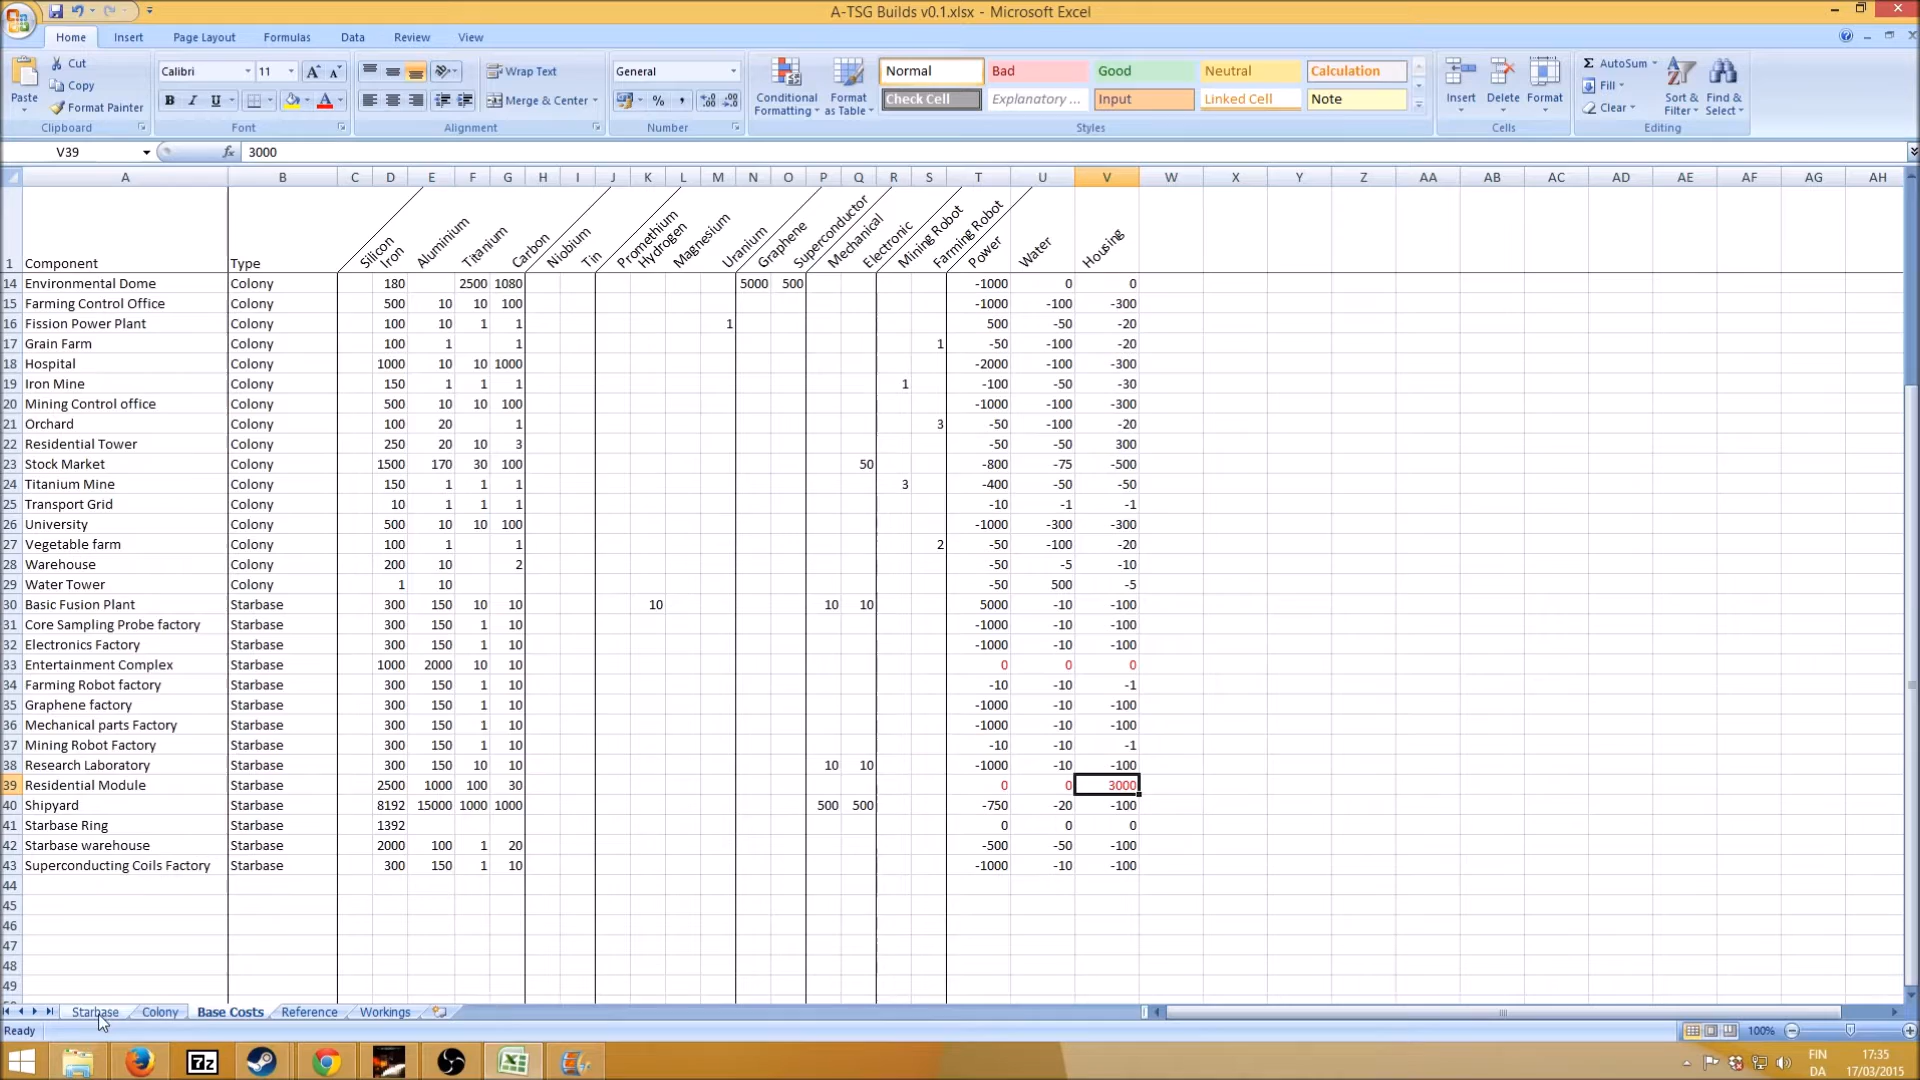 A-TSG Builds v0.1.xlsx - Microsoft Excel
Home Insert Page Layout Formulas Data Review View
Paste Cut Copy Format Painter Clipboard
Calibri 11 B I U Font
Wrap Text Merge & Center Alignment
General % , Number
Conditional Formatting Format as Table
Normal Bad Good Neutral Calculation
Check Cell Explanatory ... Input Linked Cell Note
Styles
Insert Delete Format Cells
Σ AutoSum Fill Clear Sort & Filter Find & Select Editing
V39 fx 3000
A B C D E F G H I J K L M N O P Q R S T U V W X Y Z AA AB AC AD AE AF AG AH
1 Component Type Silicon Iron Aluminium Titanium Carbon Niobium Tin Promethium Hydrogen Magnesium Uranium Graphene Superconductor Mechanical Electronic Mining Robot Farming Robot Power Water Housing
14 Environmental Dome Colony 180 2500 1080 5000 500 -1000 0 0
15 Farming Control Office Colony 500 10 10 100 -1000 -100 -300
16 Fission Power Plant Colony 100 10 1 1 1 500 -50 -20
17 Grain Farm Colony 100 1 1 1 -50 -100 -20
18 Hospital Colony 1000 10 10 1000 -2000 -100 -300
19 Iron Mine Colony 150 1 1 1 1 -100 -50 -30
20 Mining Control office Colony 500 10 10 100 -1000 -100 -300
21 Orchard Colony 100 20 1 3 -50 -100 -20
22 Residential Tower Colony 250 20 10 3 -50 -50 300
23 Stock Market Colony 1500 170 30 100 50 -800 -75 -500
24 Titanium Mine Colony 150 1 1 1 3 -400 -50 -50
25 Transport Grid Colony 10 1 1 1 -10 -1 -1
26 University Colony 500 10 10 100 -1000 -300 -300
27 Vegetable farm Colony 100 1 1 2 -50 -100 -20
28 Warehouse Colony 200 10 2 -50 -5 -10
29 Water Tower Colony 1 10 -50 500 -5
30 Basic Fusion Plant Starbase 300 150 10 10 10 10 10 5000 -10 -100
31 Core Sampling Probe factory Starbase 300 150 1 10 -1000 -10 -100
32 Electronics Factory Starbase 300 150 1 10 -1000 -10 -100
33 Entertainment Complex Starbase 1000 2000 10 10 0 0 0
34 Farming Robot factory Starbase 300 150 1 10 -10 -10 -1
35 Graphene factory Starbase 300 150 1 10 -1000 -10 -100
36 Mechanical parts Factory Starbase 300 150 1 10 -1000 -10 -100
37 Mining Robot Factory Starbase 300 150 1 10 -10 -10 -1
38 Research Laboratory Starbase 300 150 10 10 10 10 -1000 -10 -100
39 Residential Module Starbase 2500 1000 100 30 0 0 3000
40 Shipyard Starbase 8192 15000 1000 1000 500 500 -750 -20 -100
41 Starbase Ring Starbase 1392 0 0 0
42 Starbase warehouse Starbase 2000 100 1 20 -500 -50 -100
43 Superconducting Coils Factory Starbase 300 150 1 10 -1000 -10 -100
44
45
46
47
48
49
Starbase Colony Base Costs Reference Workings
Ready 100%
7z FIN DA 17:35 17/03/2015